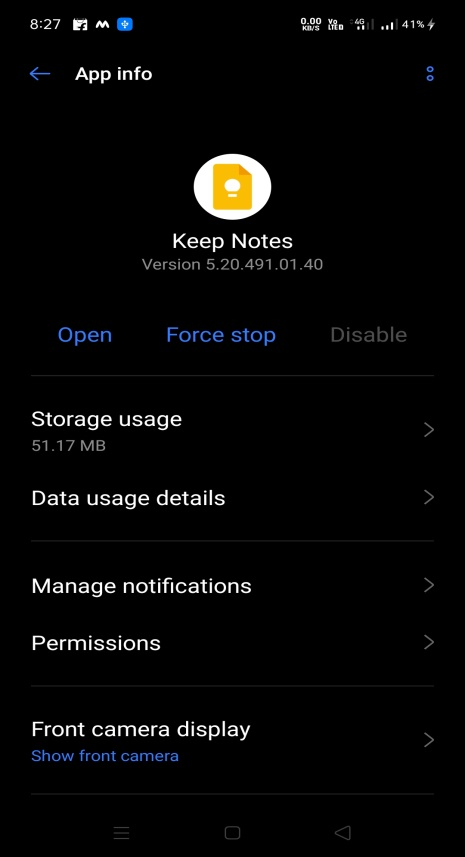 8:27
0.00 KB/S Vo LTED 4G 41%
App info
Keep Notes
Version 5.20.491.01.40
Open Force stop Disable
Storage usage
51.17 MB
Data usage details
Manage notifications
Permissions
Front camera display
Show front camera